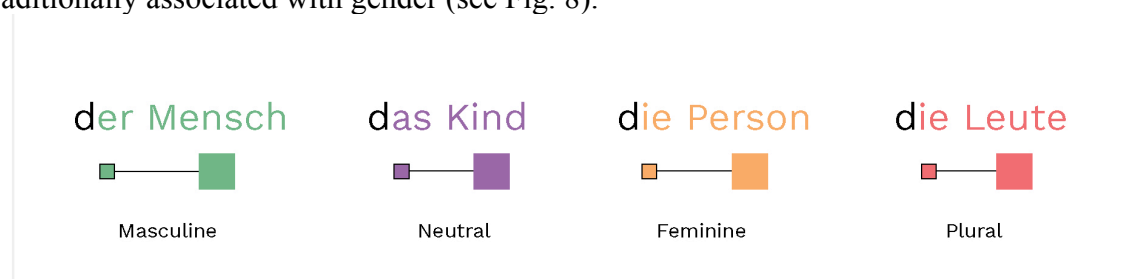 aditionally associated with gender (see Fig. 8).
der Mensch das Kind die Person die Leute
Masculine Neutral Feminine Plural